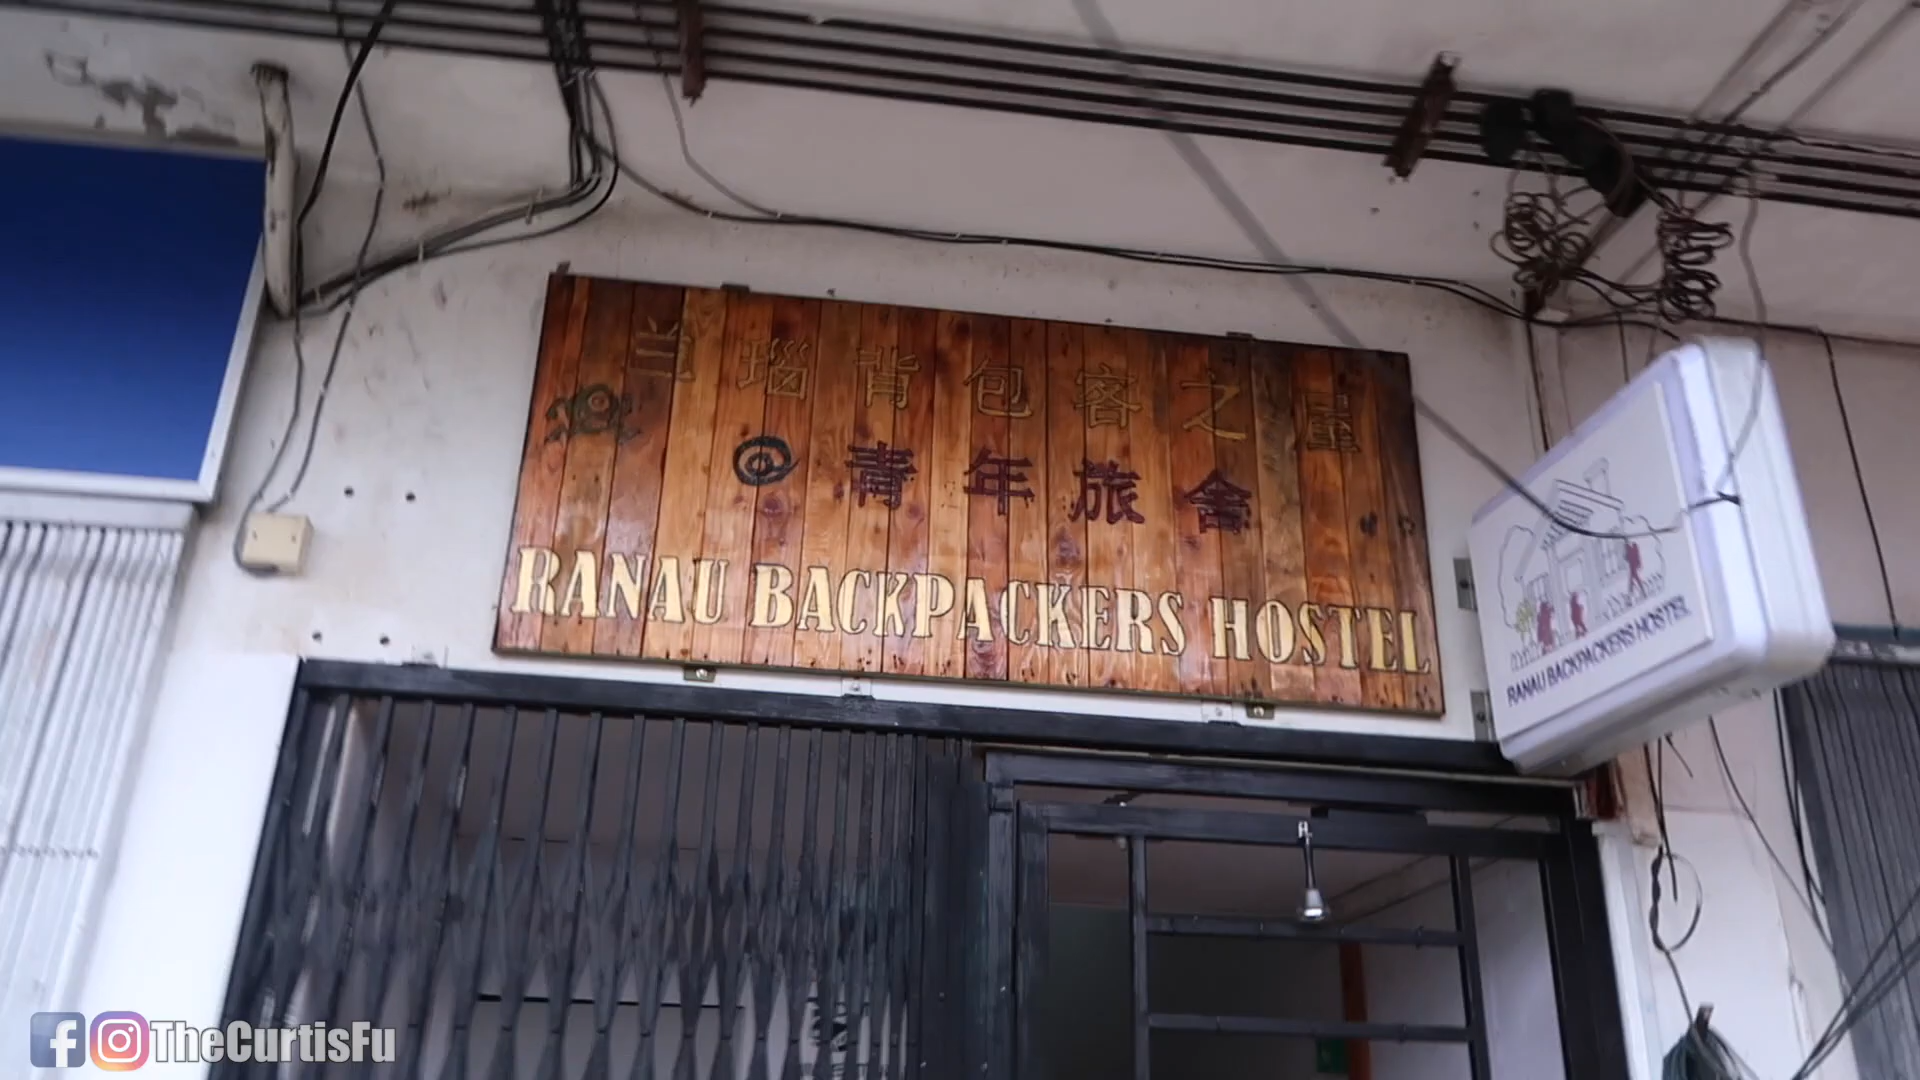 兰瑙背包客之屋
@青年旅舍
RANAU BACKPACKERS HOSTEL
RANAU BACKPACKERS HOSTEL
TheCurtisFu